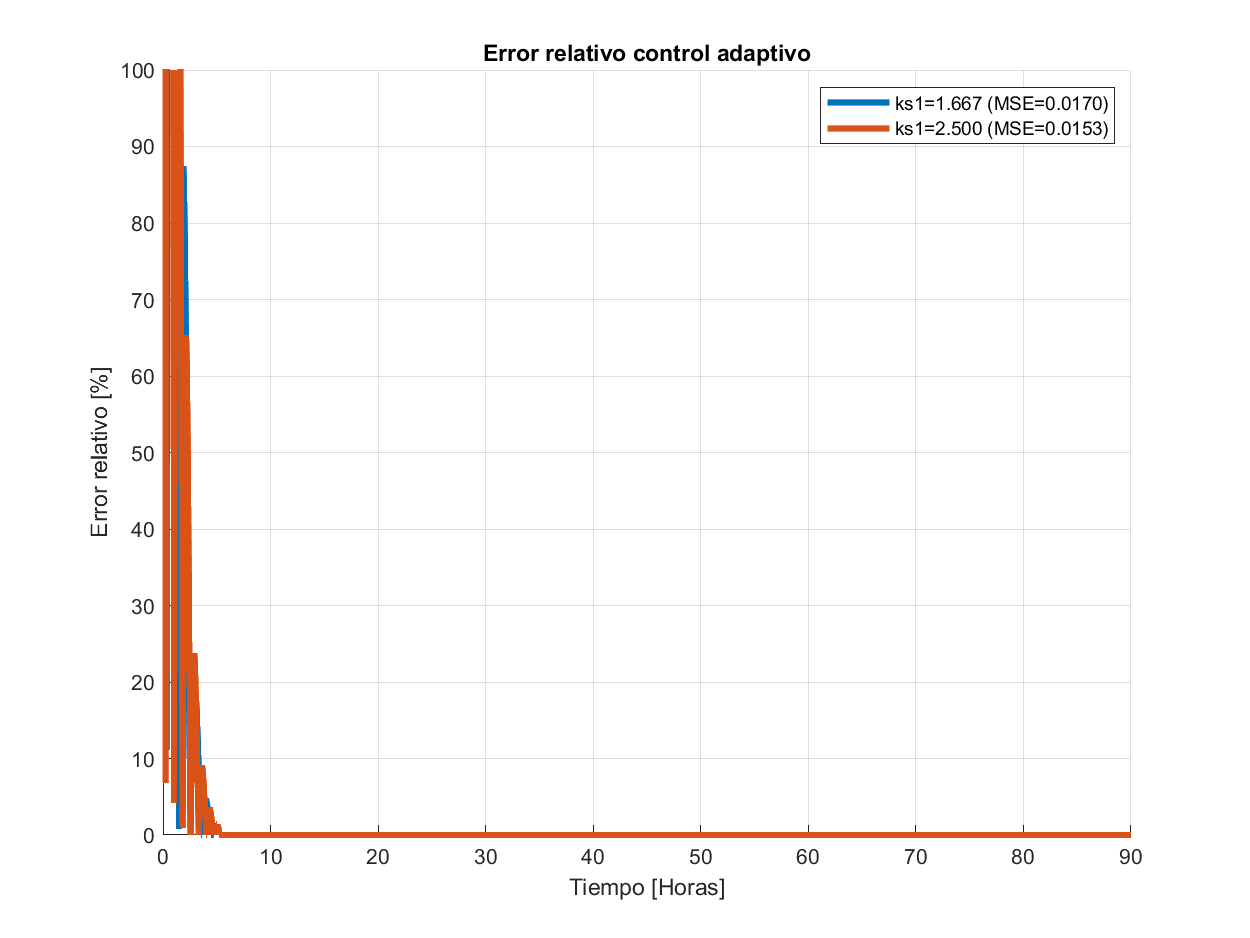 Error relativo control adaptivo
ks1=1.667 (MSE=0.0170)
ks1=2.500 (MSE=0.0153)
Error relativo [%]
100
90
80
70
60
50
40
30
20
10
0
0 10 20 30 40 50 60 70 80 90
Tiempo [Horas]